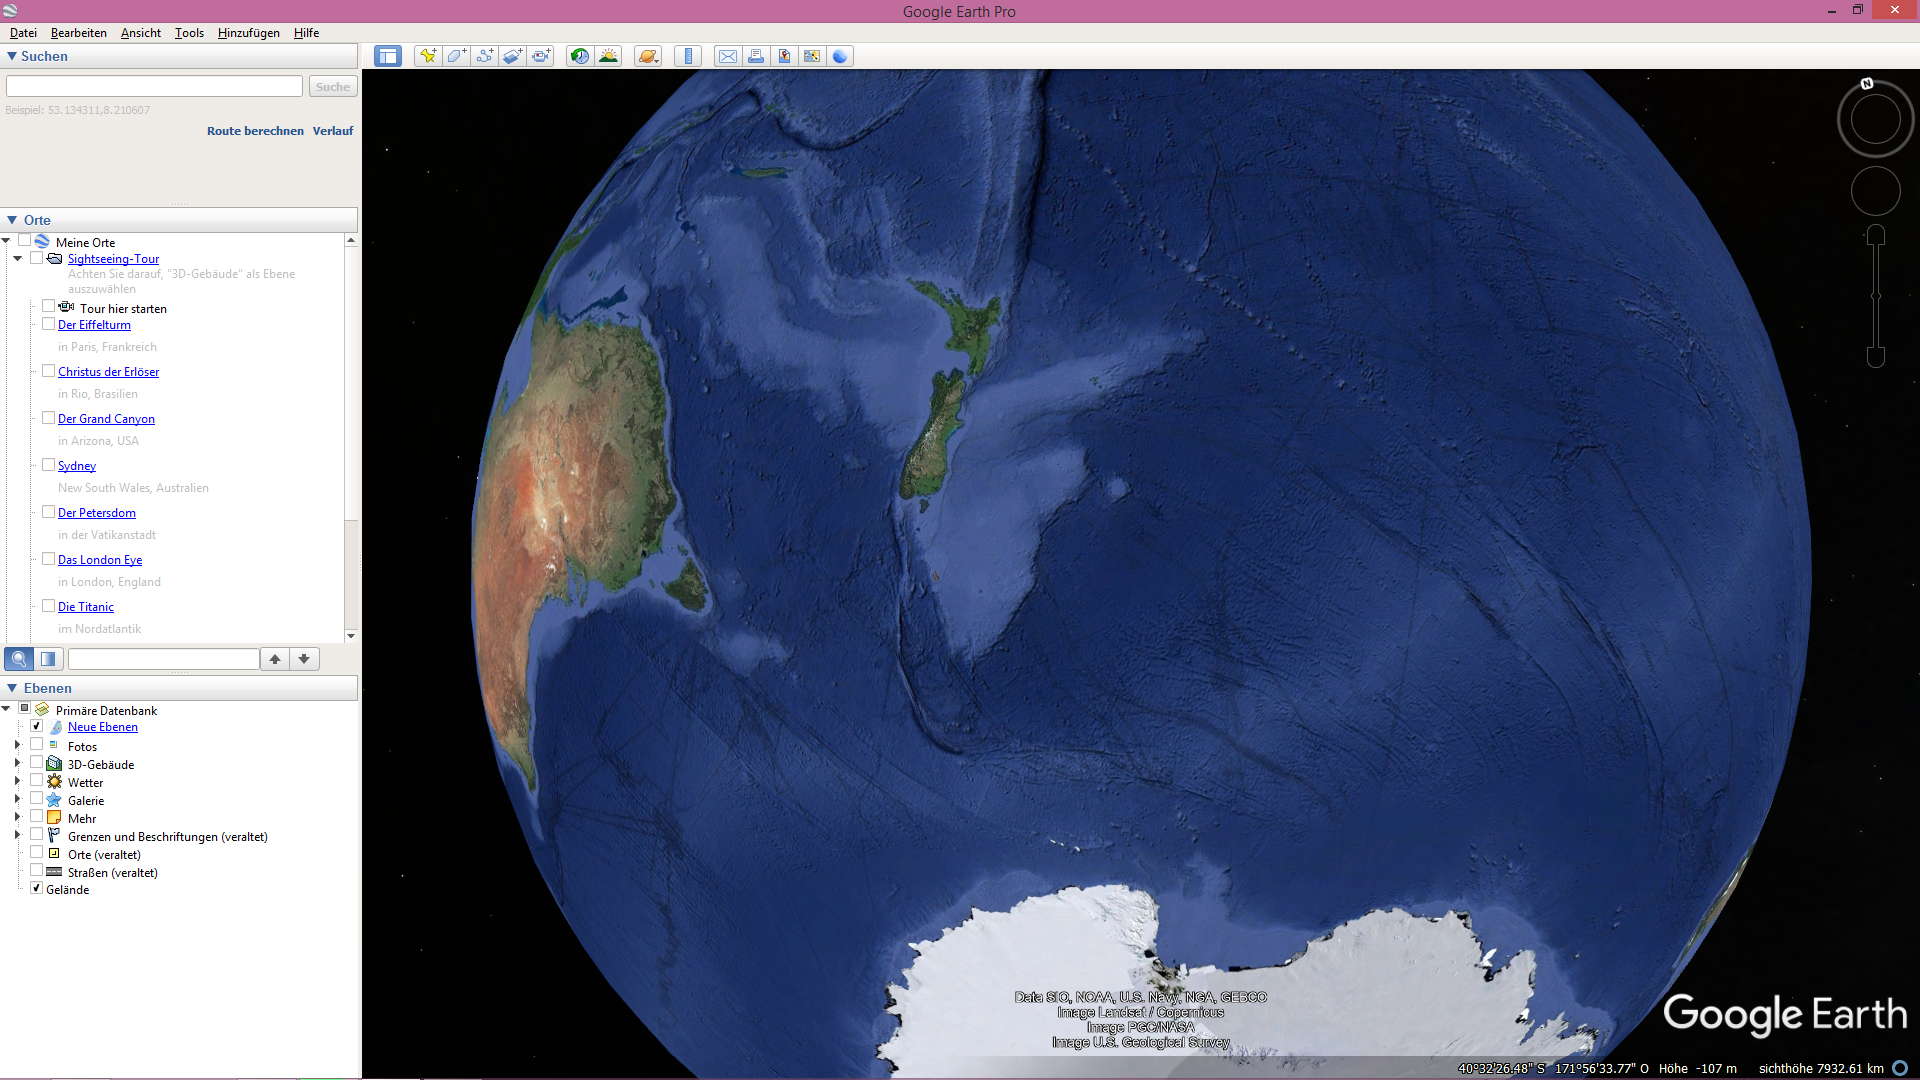 Google Earth Pro
Datei Bearbeiten Ansicht Tools Hinzufügen Hilfe
Suchen
Suche
Beispiel: 53.134311,8.210607
Route berechnen Verlauf
Orte
Meine Orte
Sightseeing-Tour
Achten Sie darauf, "3D-Gebäude" als Ebene
auszuwählen
Tour hier starten
Der Eiffelturm
in Paris, Frankreich
Christus der Erlöser
in Rio, Brasilien
Der Grand Canyon
in Arizona, USA
Sydney
New South Wales, Australien
Der Petersdom
in der Vatikanstadt
Das London Eye
in London, England
Die Titanic
im Nordatlantik
Ebenen
Primäre Datenbank
Neue Ebenen
Fotos
3D-Gebäude
Wetter
Galerie
Mehr
Grenzen und Beschriftungen (veraltet)
Orte (veraltet)
Straßen (veraltet)
Gelände
N
Data SIO, NOAA, U.S. Navy, NGA, GEBCO
Image Landsat / Copernicus
Image PGC/NASA
Image U.S. Geological Survey
Google Earth
40°32'26.48" S 171°56'33.77" O Höhe -107 m sichthöhe 7932.61 km